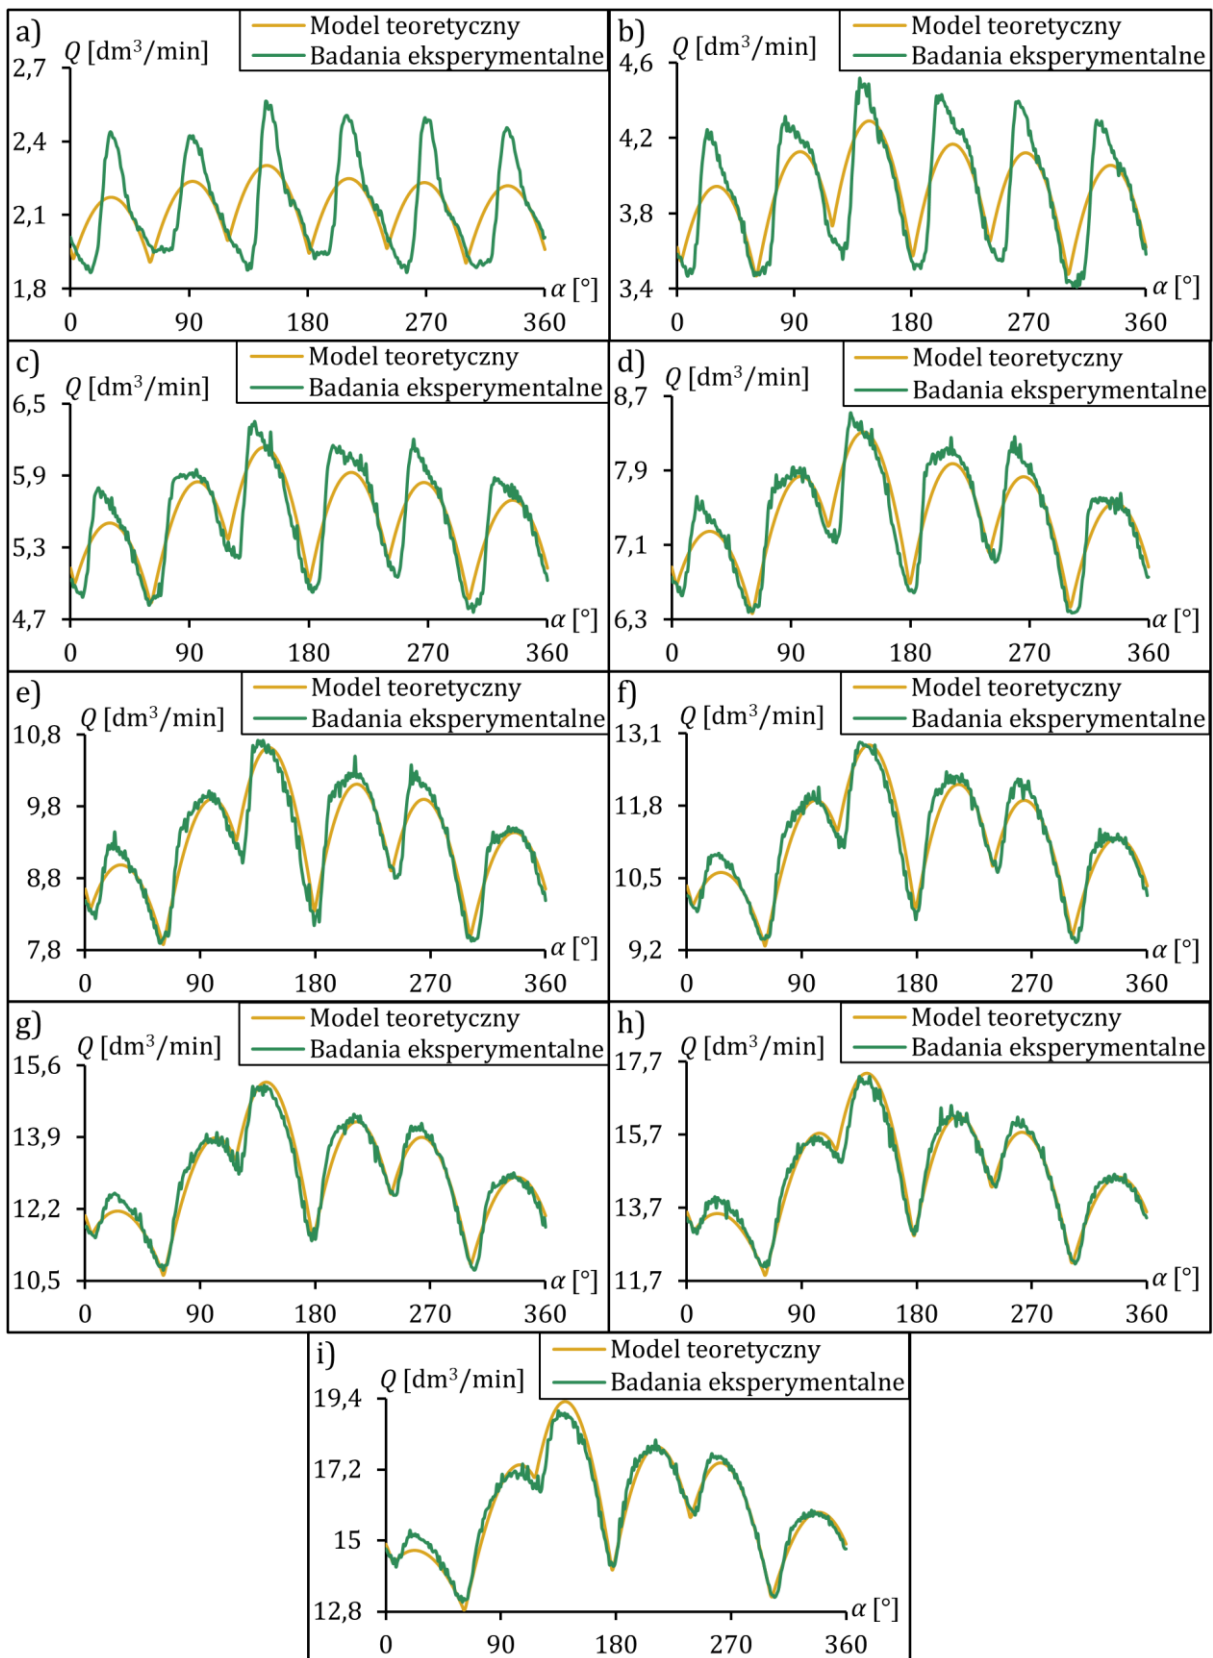 a)
Model teoretyczny
Badania eksperymentalne
Q [dm³/min]
2,7
2,4
2,1
1,8
α [°]
0 90 180 270 360
b)
Model teoretyczny
Badania eksperymentalne
Q [dm³/min]
4,6
4,2
3,8
3,4
α [°]
0 90 180 270 360
c)
Model teoretyczny
Badania eksperymentalne
Q [dm³/min]
6,5
5,9
5,3
4,7
α [°]
0 90 180 270 360
d)
Model teoretyczny
Badania eksperymentalne
Q [dm³/min]
8,7
7,9
7,1
6,3
α [°]
0 90 180 270 360
e)
Model teoretyczny
Badania eksperymentalne
Q [dm³/min]
10,8
9,8
8,8
7,8
α [°]
0 90 180 270 360
f)
Model teoretyczny
Badania eksperymentalne
Q [dm³/min]
13,1
11,8
10,5
9,2
α [°]
0 90 180 270 360
g)
Model teoretyczny
Badania eksperymentalne
Q [dm³/min]
15,6
13,9
12,2
10,5
α [°]
0 90 180 270 360
h)
Model teoretyczny
Badania eksperymentalne
Q [dm³/min]
17,7
15,7
13,7
11,7
α [°]
0 90 180 270 360
i)
Model teoretyczny
Badania eksperymentalne
Q [dm³/min]
19,4
17,2
15
12,8
α [°]
0 90 180 270 360